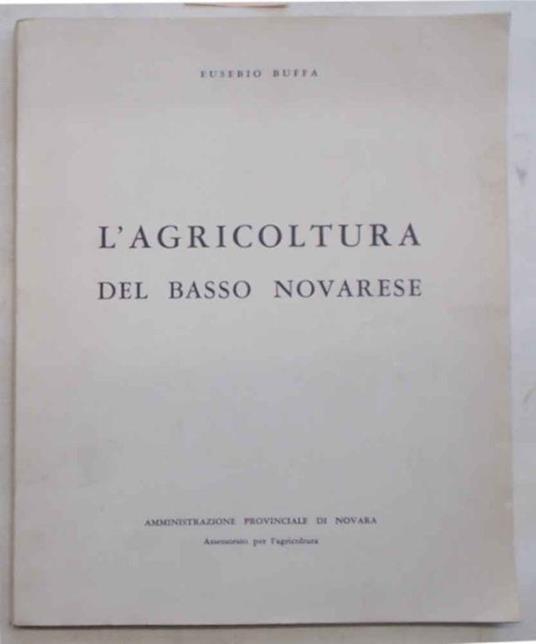 EUSEBIO BUFFA
L'AGRICOLTURA
DEL BASSO NOVARESE
AMMINISTRAZIONE PROVINCIALE DI NOVARA
Assessorato per l'agricoltura